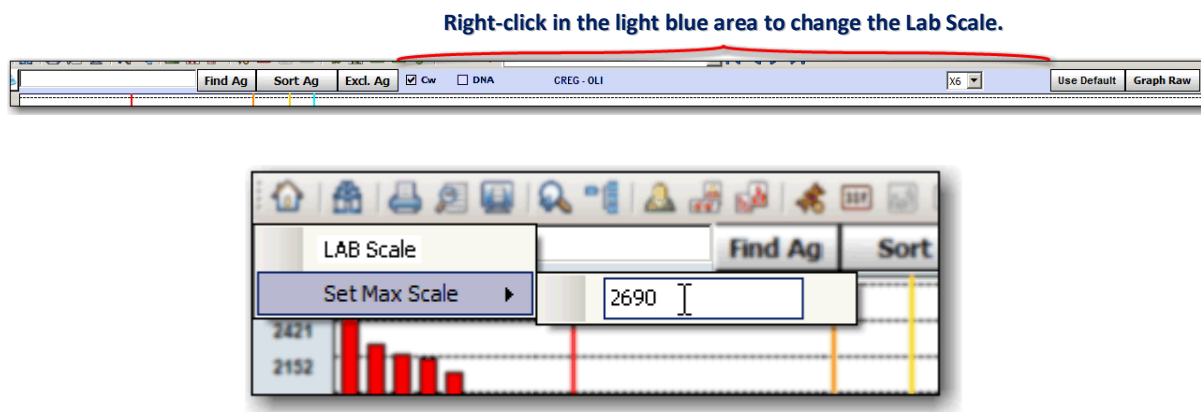 Right-click in the light blue area to change the Lab Scale.
Find Ag Sort Ag Excl. Ag Cw DNA CREG - OLI X6 Use Default Graph Raw
LAB Scale Find Ag Sort
Set Max Scale 2690
2421
2152